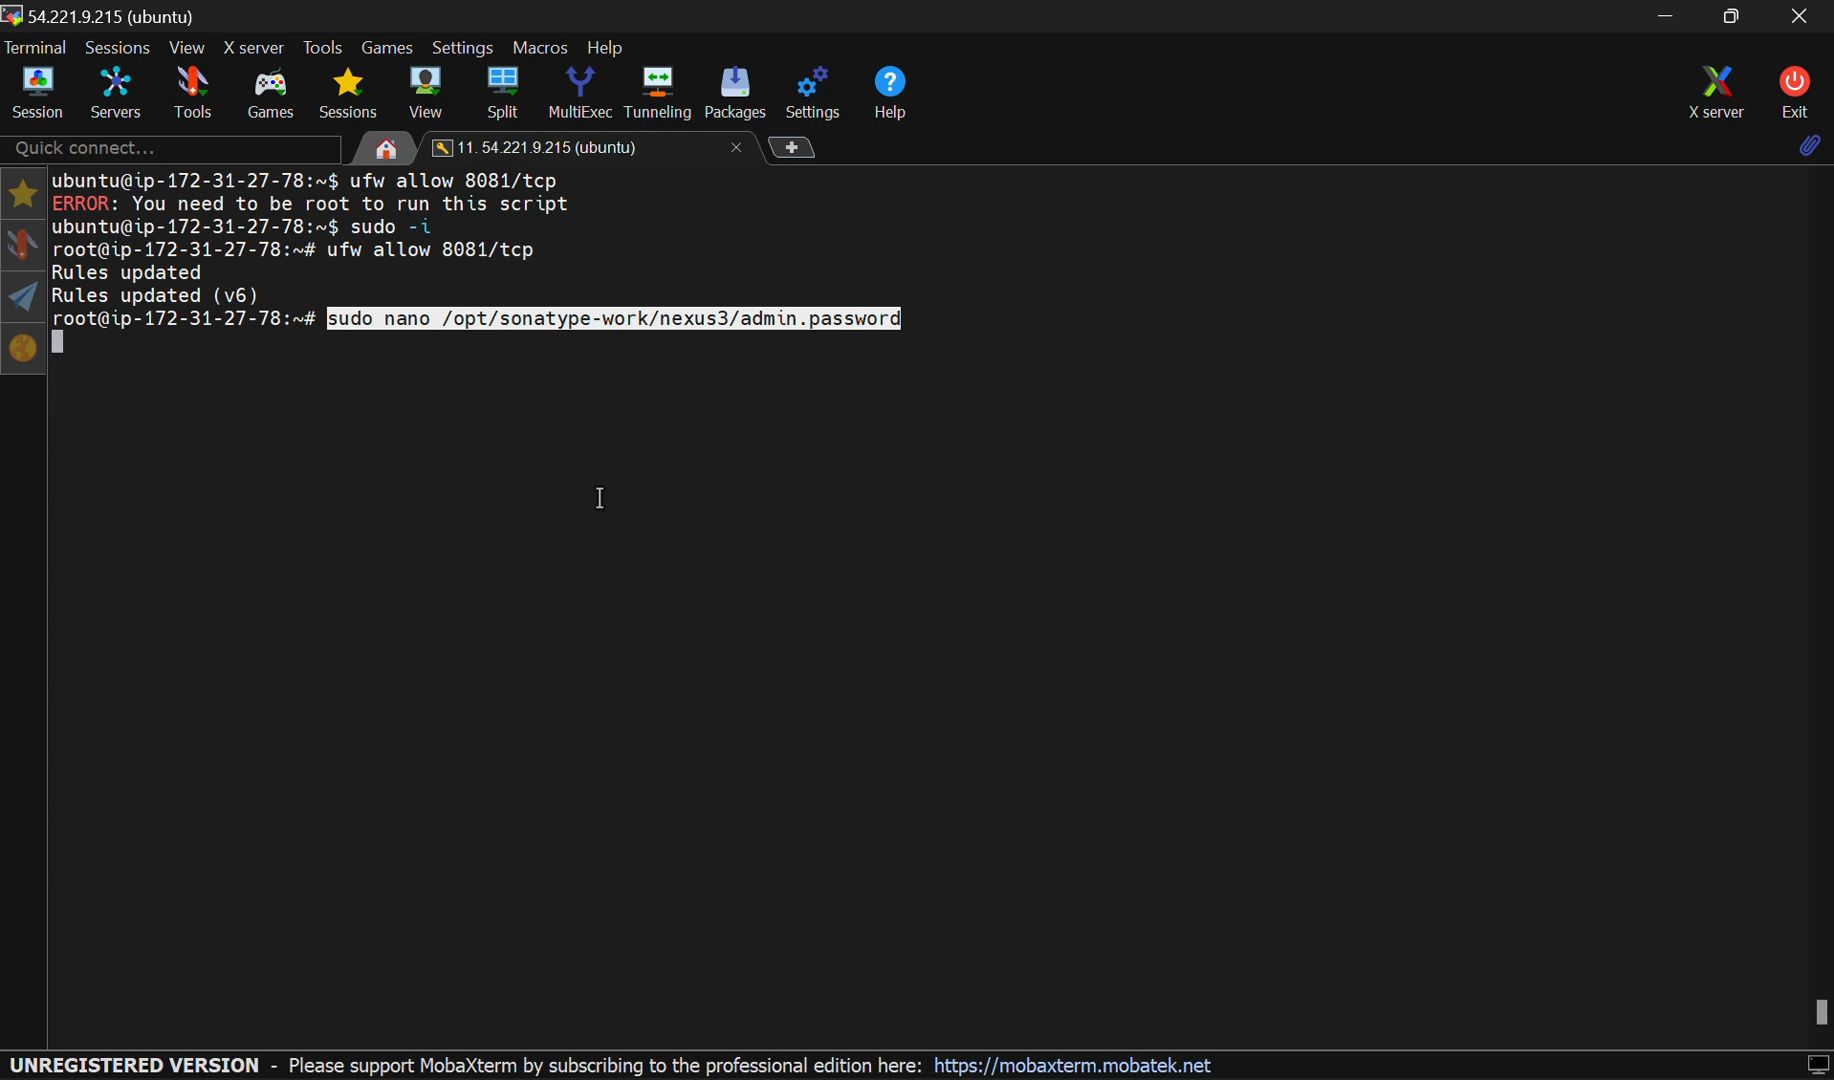 54.221.9.215 (ubuntu)
Terminal Sessions View X server Tools Games Settings Macros Help
Session Servers Tools Games Sessions View Split MultiExec Tunneling Packages Settings Help X server Exit
Quick connect... 11. 54.221.9.215 (ubuntu)
ubuntu@ip-172-31-27-78:~$ ufw allow 8081/tcp
ERROR: You need to be root to run this script
ubuntu@ip-172-31-27-78:~$ sudo -i
root@ip-172-31-27-78:~# ufw allow 8081/tcp
Rules updated
Rules updated (v6)
root@ip-172-31-27-78:~# sudo nano /opt/sonatype-work/nexus3/admin.password
UNREGISTERED VERSION - Please support MobaXterm by subscribing to the professional edition here: https://mobaxterm.mobatek.net